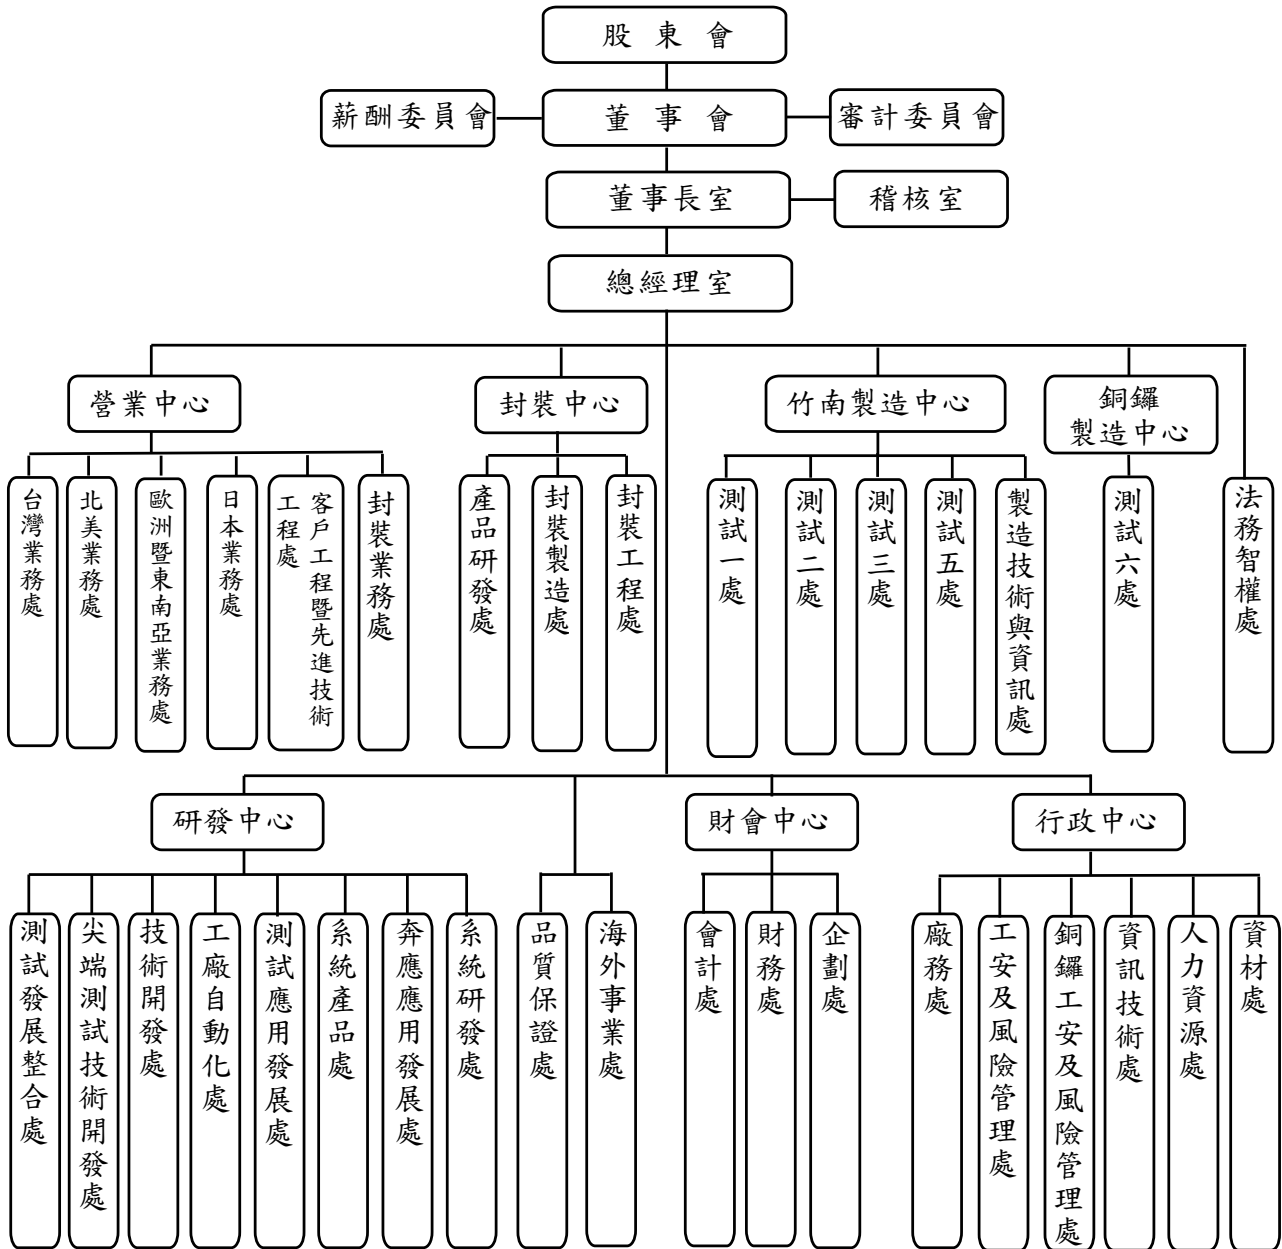 股東會
薪酬委員會
董事會
審計委員會
董事長室
稽核室
總經理室
營業中心
封裝中心
竹南製造中心
銅鑼
製造中心
台灣業務處
北美業務處
歐洲暨東南亞業務處
日本業務處
客戶工程暨先進技術
工程處
封裝業務處
產品研發處
封裝製造處
封裝工程處
測試一處
測試二處
測試三處
測試五處
製造技術與資訊處
測試六處
法務智權處
研發中心
財會中心
行政中心
測試發展整合處
尖端測試技術開發處
技術開發處
工廠自動化處
測試應用發展處
系統產品處
奔應應用發展處
系統研發處
品質保證處
海外事業處
會計處
財務處
企劃處
廠務處
工安及風險管理處
銅鑼工安及風險管理處
資訊技術處
人力資源處
資材處